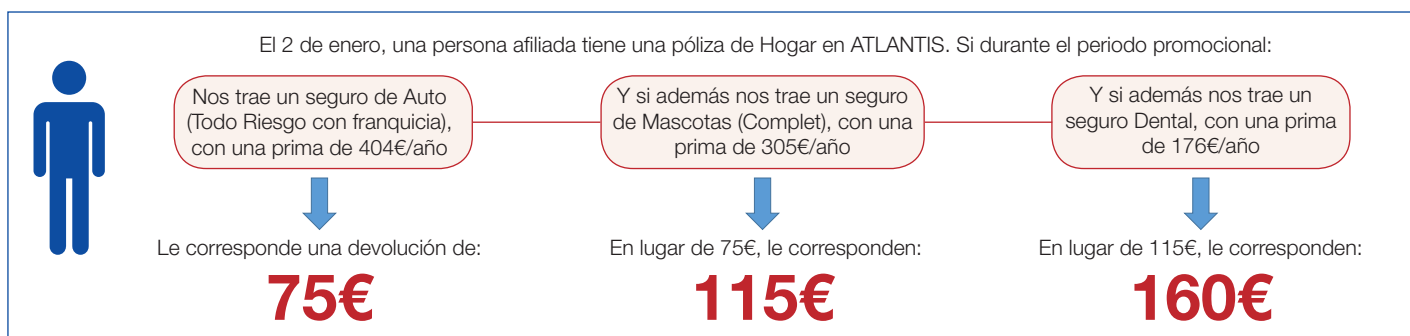 El 2 de enero, una persona afiliada tiene una póliza de Hogar en ATLANTIS. Si durante el periodo promocional:
Nos trae un seguro de Auto
(Todo Riesgo con franquicia),
con una prima de 404€/año
Le corresponde una devolución de:
75€
Y si además nos trae un seguro
de Mascotas (Complet), con una
prima de 305€/año
En lugar de 75€, le corresponden:
115€
Y si además nos trae un
seguro Dental, con una prima
de 176€/año
En lugar de 115€, le corresponden:
160€